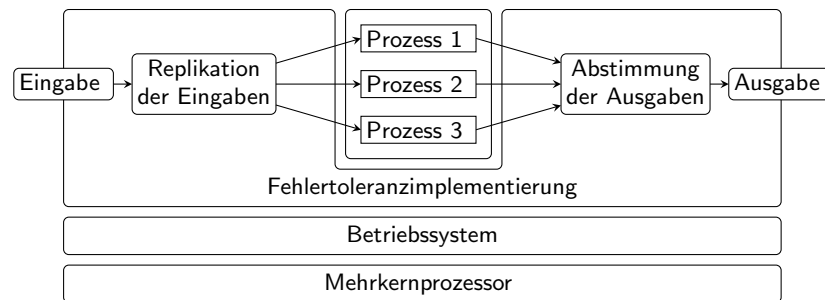 Eingabe
Replikation
der Eingaben
Prozess 1
Prozess 2
Prozess 3
Abstimmung
der Ausgaben
Ausgabe
Fehlertoleranzimplementierung
Betriebssystem
Mehrkernprozessor